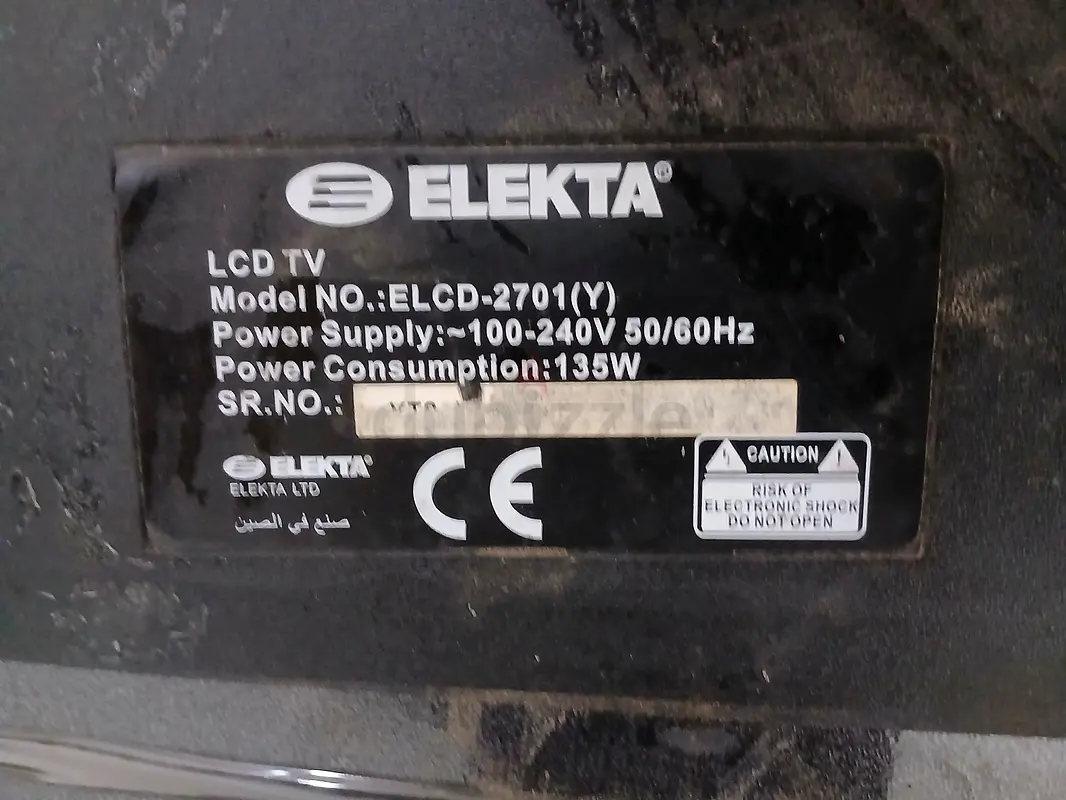 ELEKTA®
LCD TV
Model NO.:ELCD-2701(Y)
Power Supply:~100-240V 50/60Hz
Power Consumption:135W
SR.NO.:
dubizzle
ELEKTA®
ELEKTA LTD
صنع في الصين
CE
CAUTION
RISK OF
ELECTRONIC SHOCK
DO NOT OPEN